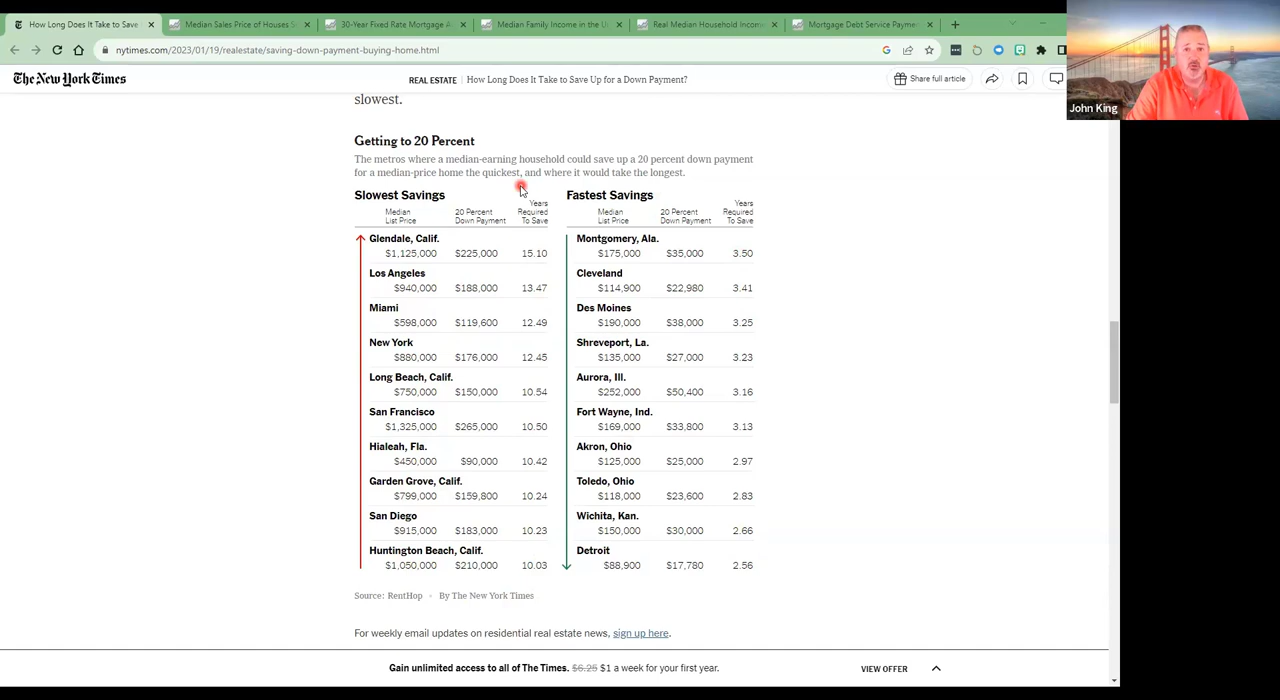 How Long Does It Take to Save
Median Sales Price of Houses S
30-Year Fixed Rate Mortgage A
Median Family Income in the U
Real Median Household Incom
Mortgage Debt Service Payme
nytimes.com/2023/01/19/realestate/saving-down-payment-buying-home.html
The New York Times
REAL ESTATE | How Long Does It Take to Save Up for a Down Payment?
Share full article
John King
slowest.
Getting to 20 Percent
The metros where a median-earning household could save up a 20 percent down payment
for a median-price home the quickest, and where it would take the longest.
Slowest Savings
Median List Price 20 Percent Down Payment Years Required To Save
Glendale, Calif.
$1,125,000 $225,000 15.10
Los Angeles
$940,000 $188,000 13.47
Miami
$598,000 $119,600 12.49
New York
$880,000 $176,000 12.45
Long Beach, Calif.
$750,000 $150,000 10.54
San Francisco
$1,325,000 $265,000 10.50
Hialeah, Fla.
$450,000 $90,000 10.42
Garden Grove, Calif.
$799,000 $159,800 10.24
San Diego
$915,000 $183,000 10.23
Huntington Beach, Calif.
$1,050,000 $210,000 10.03
Fastest Savings
Median List Price 20 Percent Down Payment Years Required To Save
Montgomery, Ala.
$175,000 $35,000 3.50
Cleveland
$114,900 $22,980 3.41
Des Moines
$190,000 $38,000 3.25
Shreveport, La.
$135,000 $27,000 3.23
Aurora, Ill.
$252,000 $50,400 3.16
Fort Wayne, Ind.
$169,000 $33,800 3.13
Akron, Ohio
$125,000 $25,000 2.97
Toledo, Ohio
$118,000 $23,600 2.83
Wichita, Kan.
$150,000 $30,000 2.66
Detroit
$88,900 $17,780 2.56
Source: RentHop • By The New York Times
For weekly email updates on residential real estate news, sign up here.
Gain unlimited access to all of The Times. $6.25 $1 a week for your first year.
VIEW OFFER